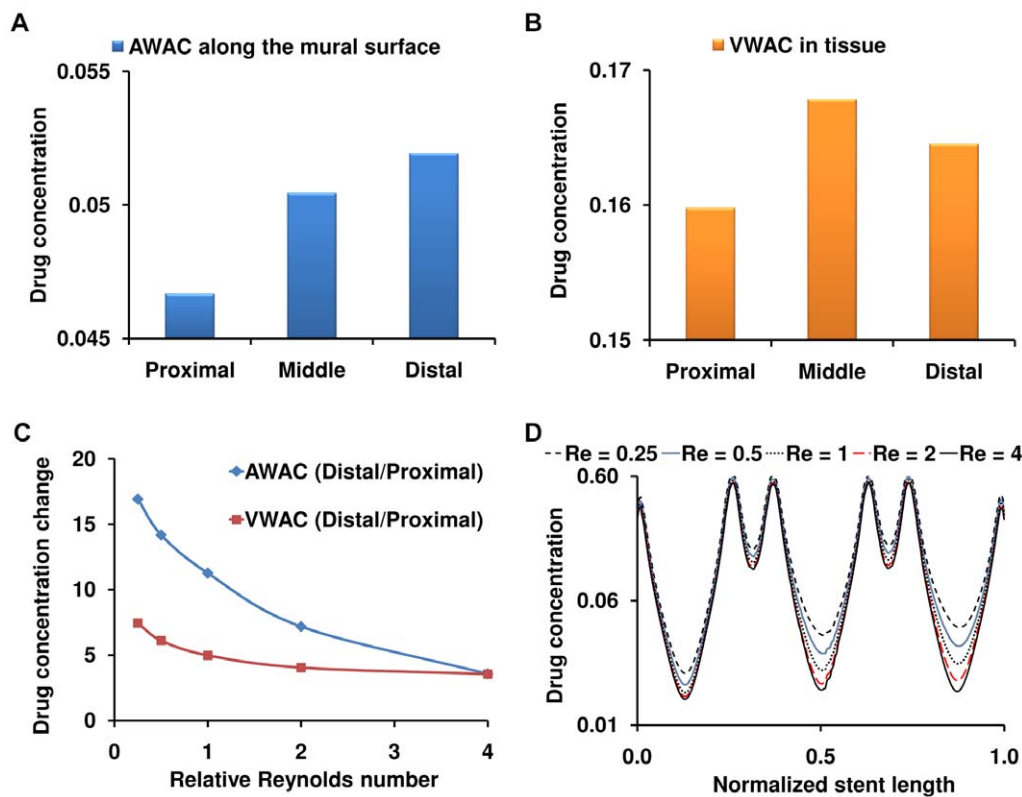 A
AWAC along the mural surface
0.055
0.05
0.045
Drug concentration
Proximal Middle Distal
B
VWAC in tissue
0.17
0.16
0.15
Drug concentration
Proximal Middle Distal
C
20
15
10
5
0
Drug concentration change
AWAC (Distal/Proximal)
VWAC (Distal/Proximal)
0 1 2 3 4
Relative Reynolds number
D
Re = 0.25 Re = 0.5 Re = 1 Re = 2 Re = 4
0.60
0.06
0.01
Drug concentration
0.0 0.5 1.0
Normalized stent length